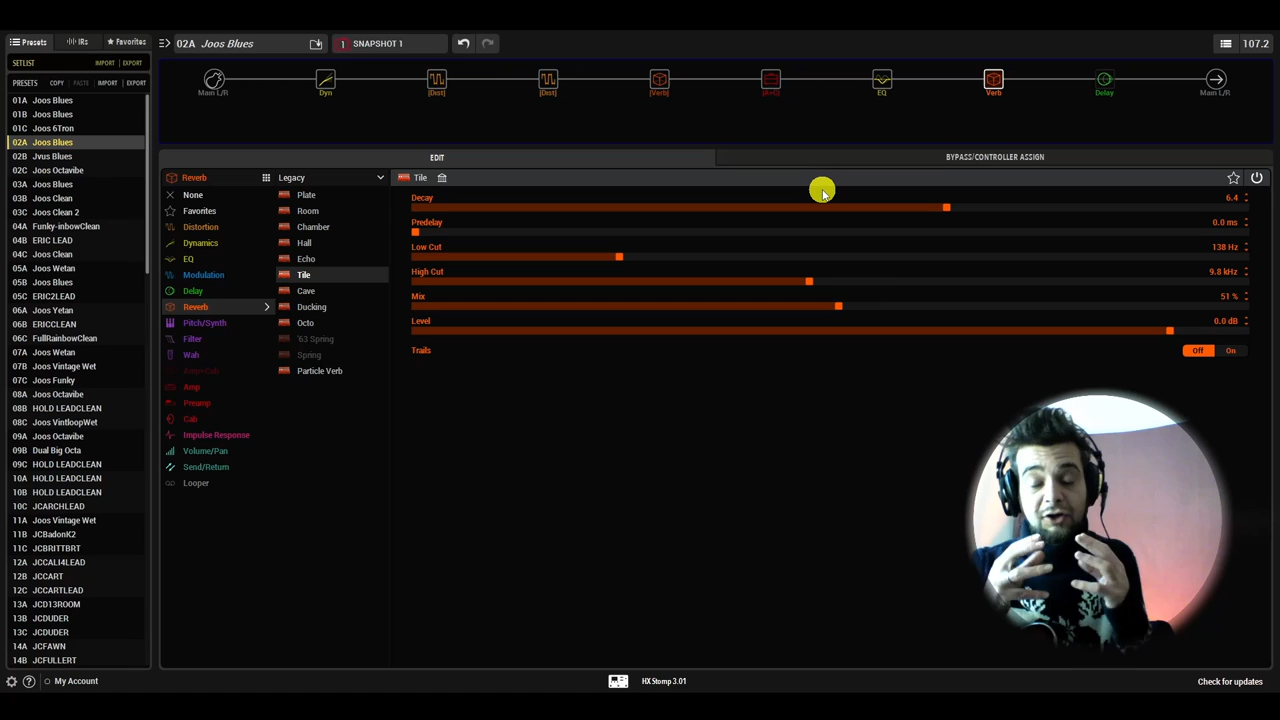 Presets IRs Favorites
SETLIST IMPORT EXPORT
PRESETS COPY PASTE IMPORT EXPORT
01A Joos Blues
01B Joos Blues
01C Joos 6Tron
02A Joos Blues
02B Jvus Blues
02C Joos Octavibe
03A Joos Blues
03B Joos Clean
03C Joos Clean 2
04A Funky-inbowClean
04B ERIC LEAD
04C Joos Clean
05A Joos Wetan
05B Joos Blues
05C ERIC2LEAD
06A Joos Yetan
06B ERICCLEAN
06C FullRainbowClean
07A Joos Wetan
07B Joos Vintage Wet
07C Joos Funky
08A Joos Octavibe
08B HOLD LEADCLEAN
08C Joos VintloopWet
09A Joos Octavibe
09B Dual Big Octa
09C HOLD LEADCLEAN
10A HOLD LEADCLEAN
10B HOLD LEADCLEAN
10C JCARCHLEAD
11A Joos Vintage Wet
11B JCBadonK2
11C JCBRITTBRT
12A JCCALI4LEAD
12B JCCART
12C JCCARTLEAD
13A JCD13ROOM
13B JCDUDER
13C JCDUDER
14A JCFAWN
14B JCFULLERT
02A Joos Blues 1 SNAPSHOT 1 107.2
Main L/R Dyn [Dist] [Dist] [Verb] [A+C] EQ Verb Delay Main L/R
EDIT BYPASS/CONTROLLER ASSIGN
Reverb Legacy Tile
None
Favorites
Distortion
Dynamics
EQ
Modulation
Delay
Reverb
Pitch/Synth
Filter
Wah
Amp+Cab
Amp
Preamp
Cab
Impulse Response
Volume/Pan
Send/Return
Looper
Plate
Room
Chamber
Hall
Echo
Tile
Cave
Ducking
Octo
'63 Spring
Spring
Particle Verb
Decay 6.4
Predelay 0.0 ms
Low Cut 138 Hz
High Cut 9.8 kHz
Mix 51 %
Level 0.0 dB
Trails Off On
? My Account HX Stomp 3.01 Check for updates